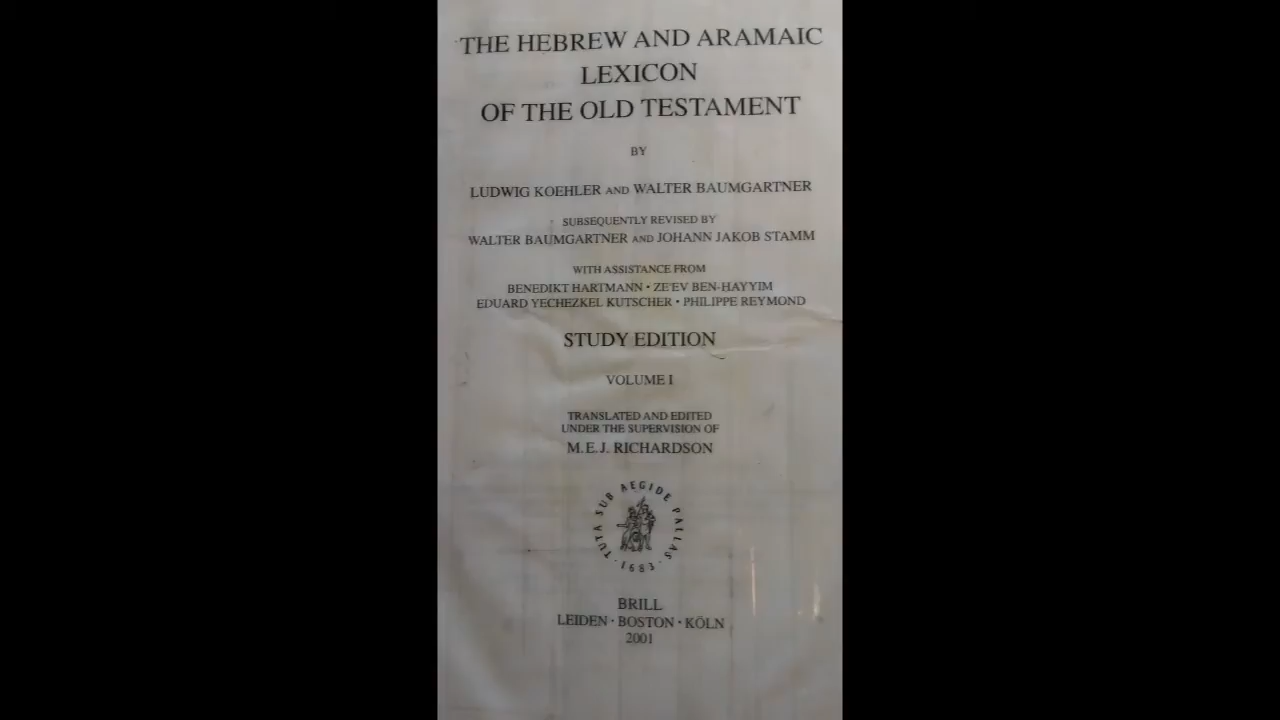 THE HEBREW AND ARAMAIC
LEXICON
OF THE OLD TESTAMENT
BY
LUDWIG KOEHLER AND WALTER BAUMGARTNER
SUBSEQUENTLY REVISED BY
WALTER BAUMGARTNER AND JOHANN JAKOB STAMM
WITH ASSISTANCE FROM
BENEDIKT HARTMANN • ZE'EV BEN-HAYYIM
EDUARD YECHEZKEL KUTSCHER • PHILIPPE REYMOND
STUDY EDITION
VOLUME I
TRANSLATED AND EDITED
UNDER THE SUPERVISION OF
M.E.J. RICHARDSON
TUTA SUB AEGIDE PALLAS
· 1683 ·
BRILL
LEIDEN · BOSTON · KÖLN
2001